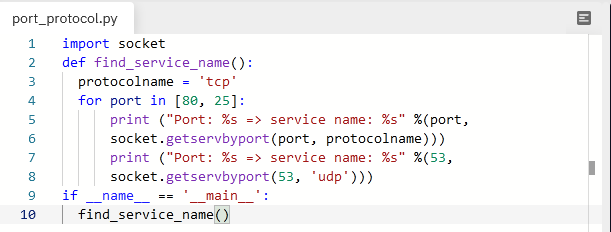 port_protocol.py
1 import socket
2 def find_service_name():
3   protocolname = 'tcp'
4   for port in [80, 25]:
5       print ("Port: %s => service name: %s" %(port,
6       socket.getservbyport(port, protocolname)))
7       print ("Port: %s => service name: %s" %(53,
8       socket.getservbyport(53, 'udp')))
9 if __name__ == '__main__':
10   find_service_name()